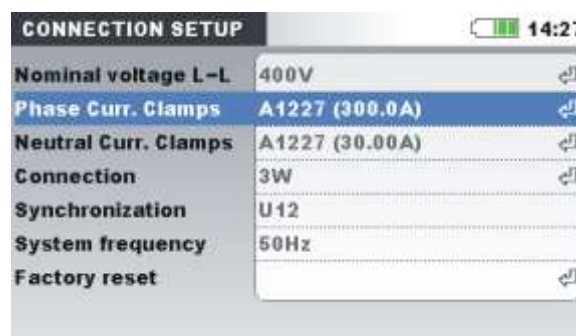 CONNECTION SETUP 14:27
Nominal voltage L-L 400V
Phase Curr. Clamps A1227 (300.0A)
Neutral Curr. Clamps A1227 (30.00A)
Connection 3W
Synchronization U12
System frequency 50Hz
Factory reset